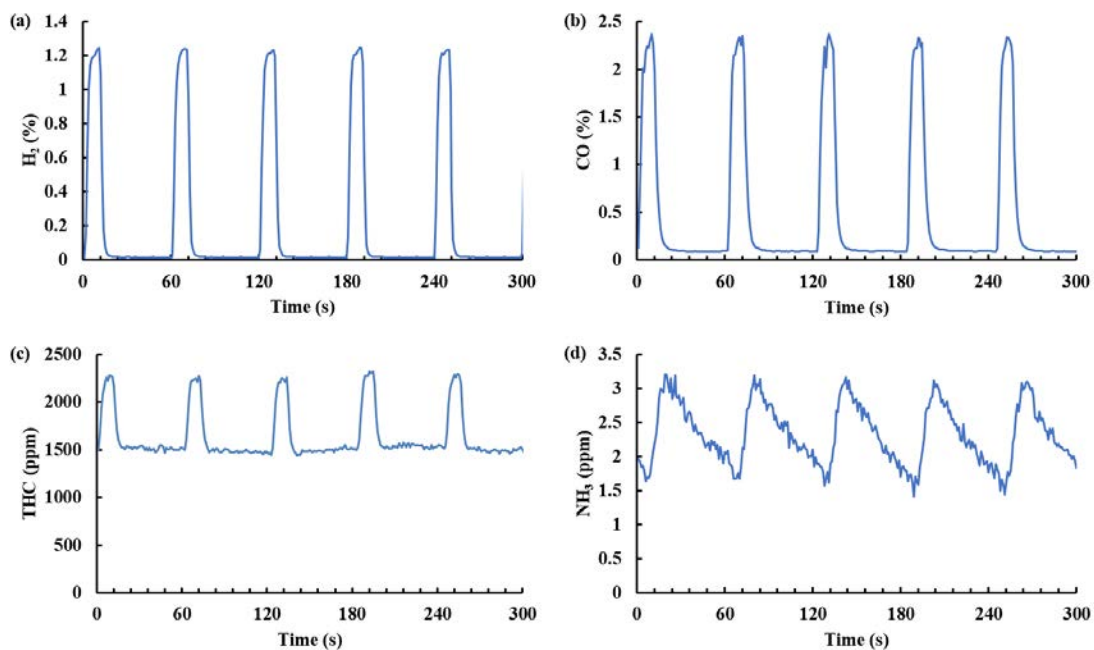 (a)
1.4
1.2
1
0.8
0.6
0.4
0.2
0
H₂ (%)
0 60 120 180 240 300
Time (s)
(b)
2.5
2
1.5
1
0.5
0
CO (%)
0 60 120 180 240 300
Time (s)
(c)
2500
2000
1500
1000
500
0
THC (ppm)
0 60 120 180 240 300
Time (s)
(d)
3.5
3
2.5
2
1.5
1
0.5
0
NH₃ (ppm)
0 60 120 180 240 300
Time (s)